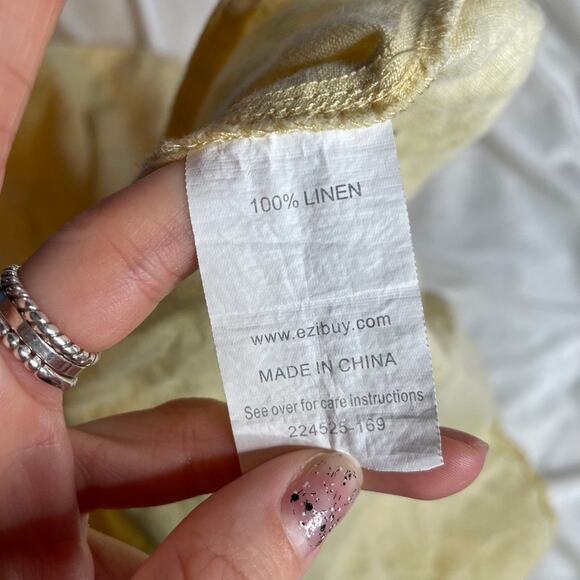 100% LINEN
www.ezibuy.com
MADE IN CHINA
See over for care instructions
224525-169